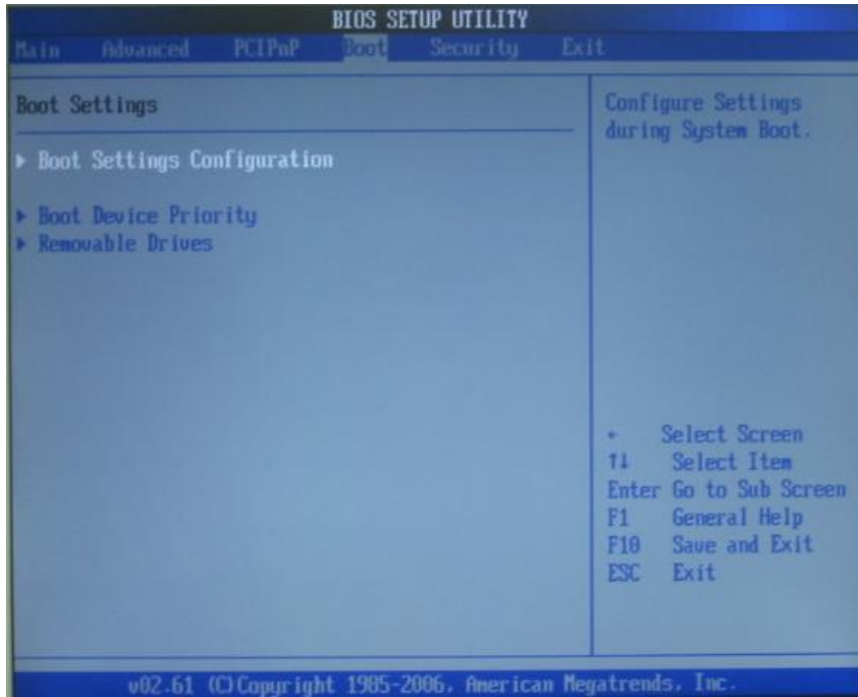 BIOS SETUP UTILITY
Main Advanced PCIPnP Boot Security Exit
Boot Settings
▶ Boot Settings Configuration
▶ Boot Device Priority
▶ Removable Drives
Configure Settings
during System Boot.
← Select Screen
↑↓ Select Item
Enter Go to Sub Screen
F1 General Help
F10 Save and Exit
ESC Exit
v02.61 (C)Copyright 1985-2006, American Megatrends, Inc.